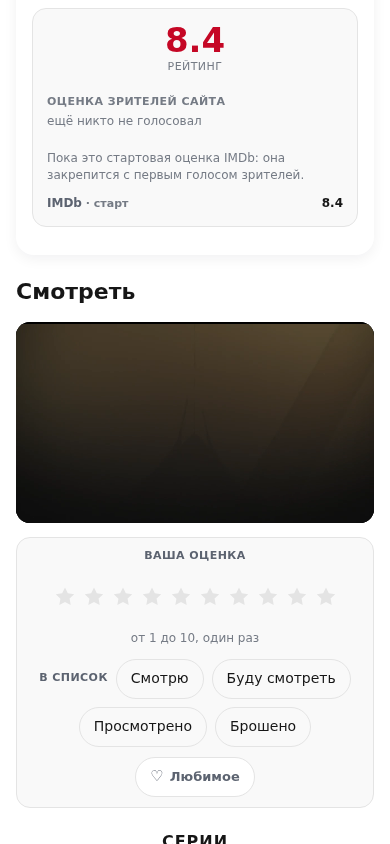 8.4
РЕЙТИНГ
ОЦЕНКА ЗРИТЕЛЕЙ САЙТА
ещё никто не голосовал
Пока это стартовая оценка IMDb: она
закрепится с первым голосом зрителей.
IMDb · старт 8.4
Смотреть
ВАША ОЦЕНКА
от 1 до 10, один раз
В СПИСОК Смотрю Буду смотреть
Просмотрено Брошено
♡ Любимое
СЕРИИ